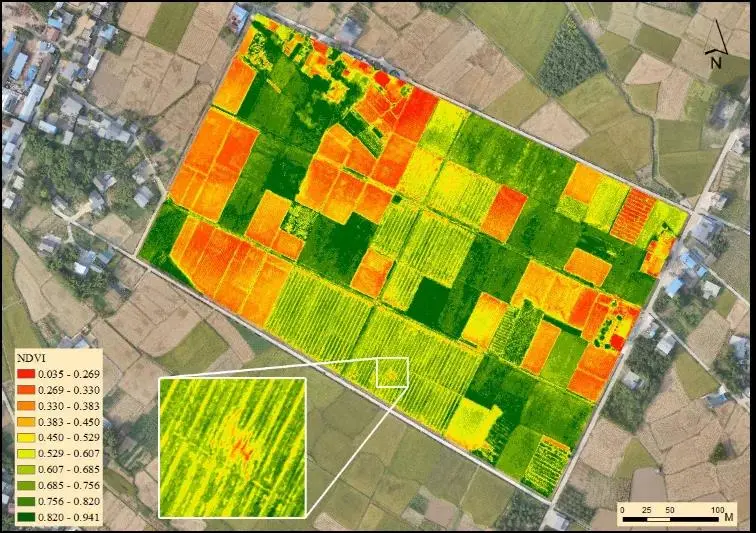 N
NDVI
0.035 - 0.269
0.269 - 0.330
0.330 - 0.383
0.383 - 0.450
0.450 - 0.529
0.529 - 0.607
0.607 - 0.685
0.685 - 0.756
0.756 - 0.820
0.820 - 0.941
0 25 50 100
M